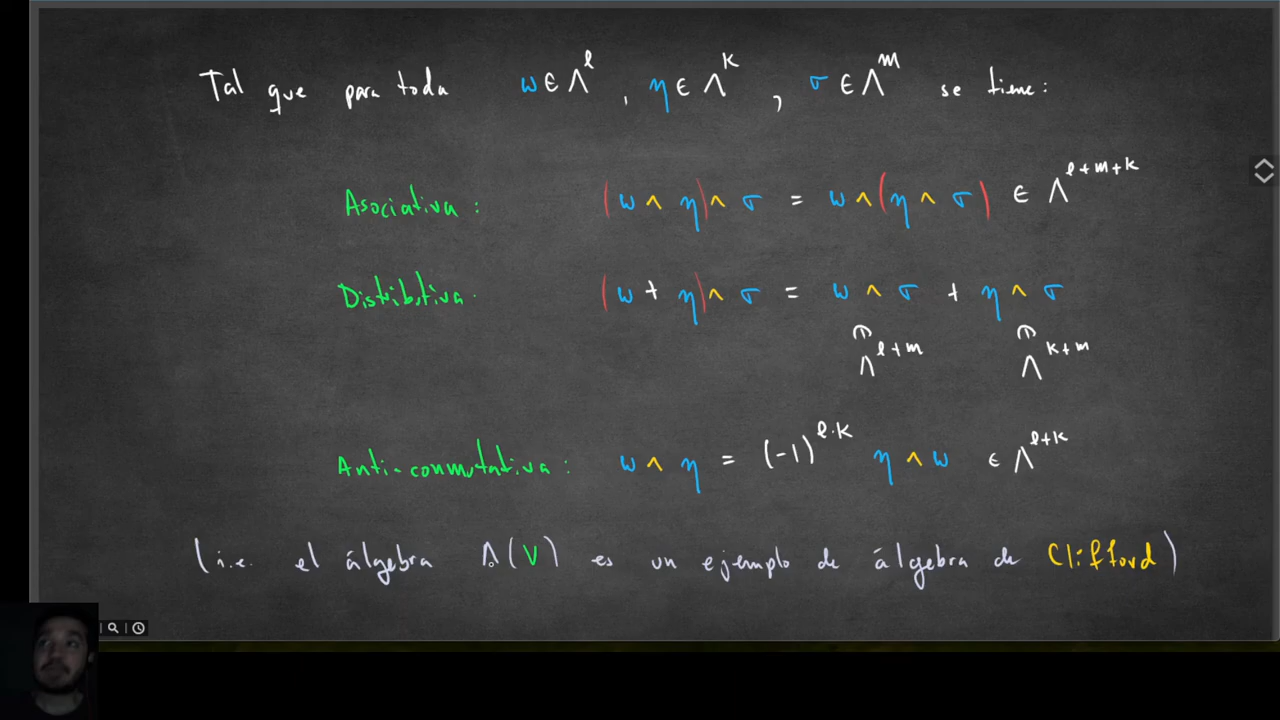 Tal que para toda ω ∈ Λ^l , η ∈ Λ^k , σ ∈ Λ^m se tiene:
Asociativa : (ω ∧ η) ∧ σ = ω ∧ (η ∧ σ) ∈ Λ^{l+m+k}
Distributiva. (ω + η) ∧ σ = ω ∧ σ + η ∧ σ
Λ^{l+m} Λ^{k+m}
Anti-conmutativa : ω ∧ η = (-1)^{l·k} η ∧ ω ∈ Λ^{l+k}
(i.e. el álgebra Λ(V) es un ejemplo de álgebra de Clifford)